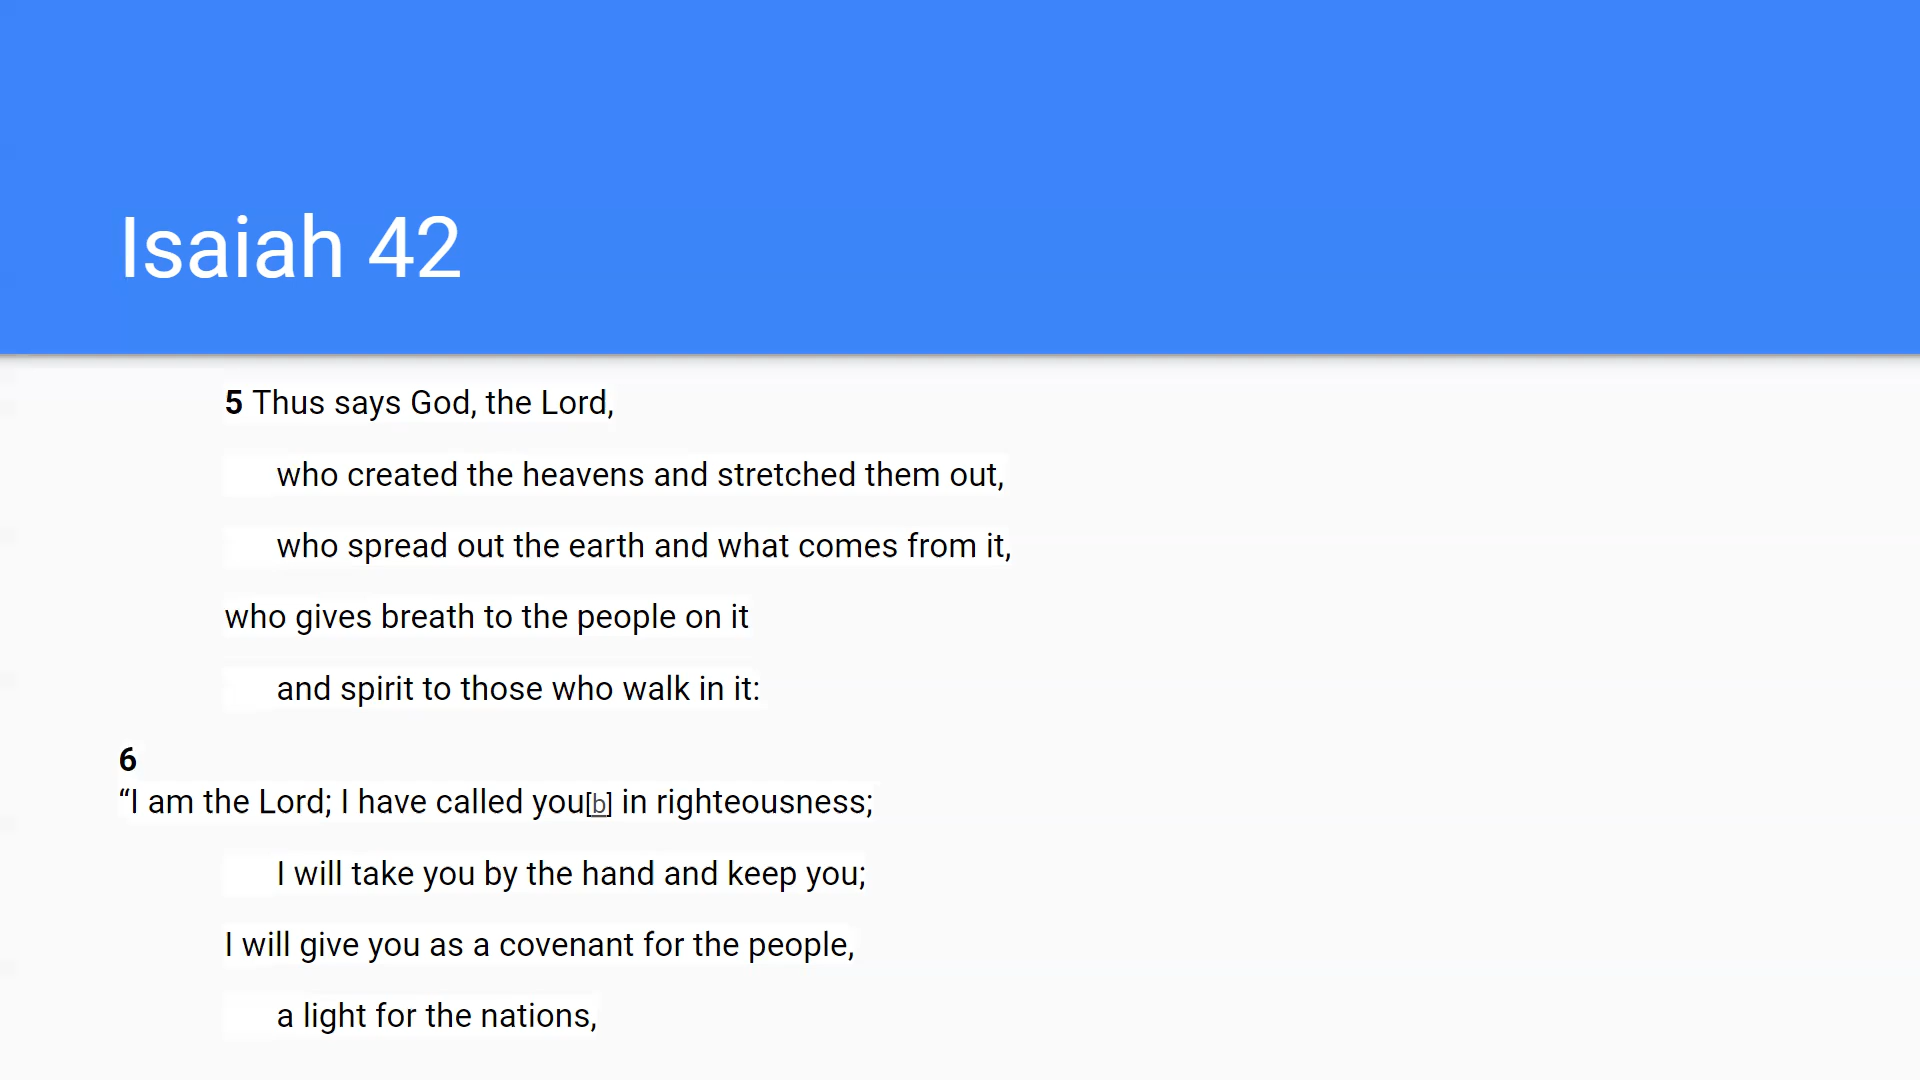 Isaiah 42
5 Thus says God, the Lord,
who created the heavens and stretched them out,
who spread out the earth and what comes from it,
who gives breath to the people on it
and spirit to those who walk in it:
6
“I am the Lord; I have called you[b] in righteousness;
I will take you by the hand and keep you;
I will give you as a covenant for the people,
a light for the nations,